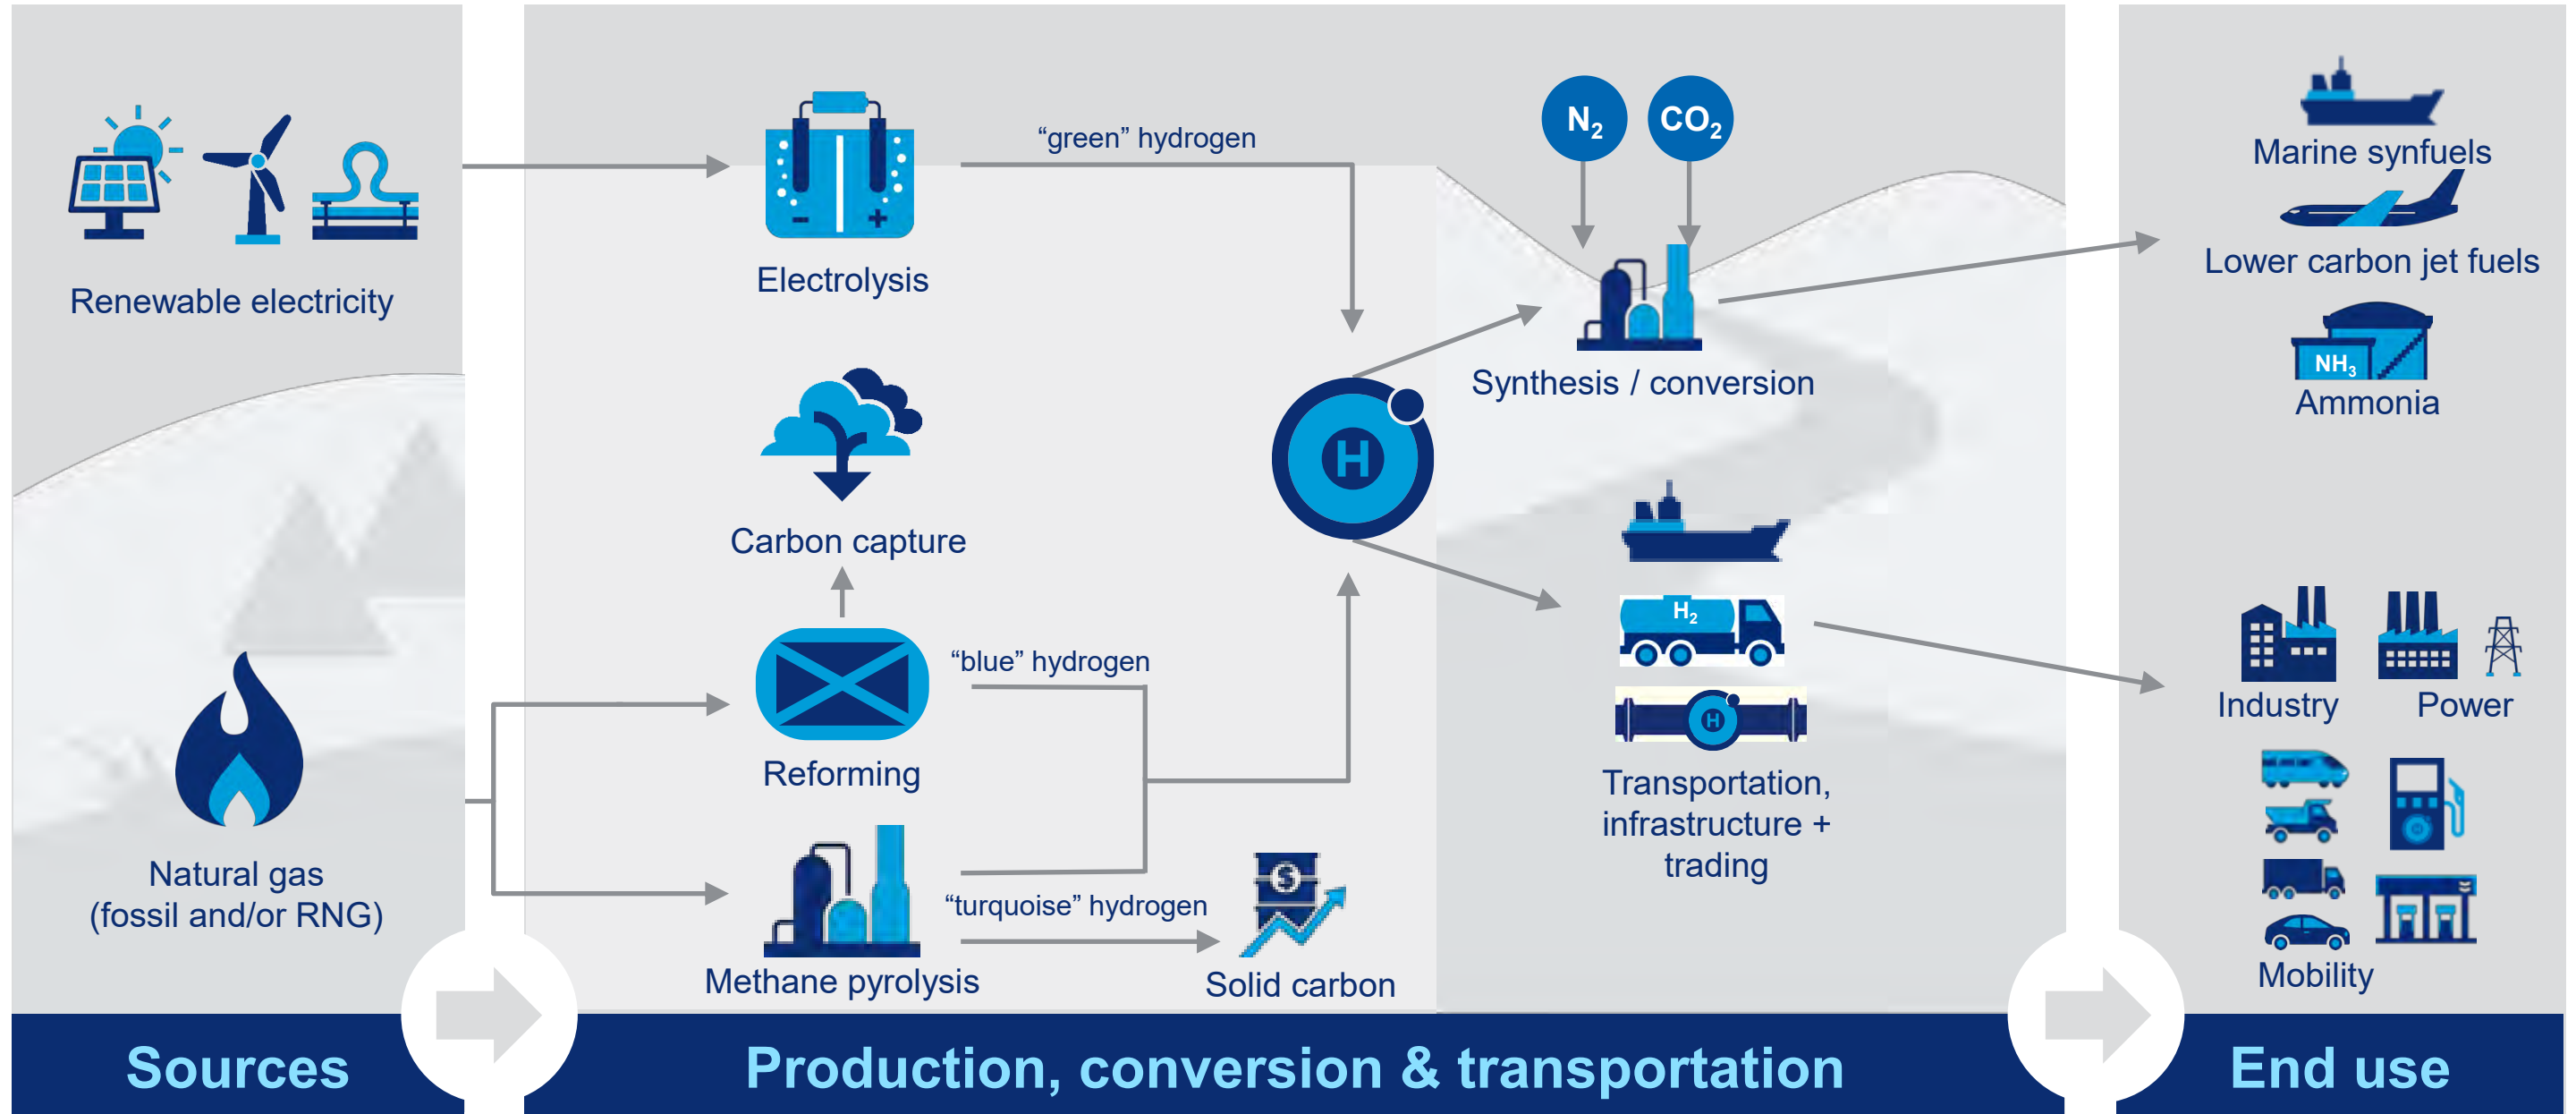 Renewable electricity
Natural gas
(fossil and/or RNG)
Sources
Electrolysis
“green” hydrogen
Carbon capture
“blue” hydrogen
Reforming
“turquoise” hydrogen
Methane pyrolysis
$
Solid carbon
H
N₂
CO₂
Synthesis / conversion
H₂
H
Transportation,
infrastructure +
trading
Production, conversion & transportation
Marine synfuels
Lower carbon jet fuels
NH₃
Ammonia
Industry
Power
H
Mobility
End use